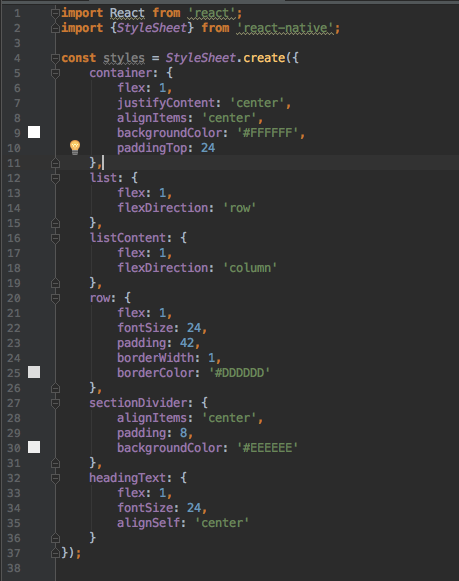 1 import React from 'react';
2 import {StyleSheet} from 'react-native';
3
4 const styles = StyleSheet.create({
5     container: {
6         flex: 1,
7         justifyContent: 'center',
8         alignItems: 'center',
9         backgroundColor: '#FFFFFF',
10         paddingTop: 24
11     },
12     list: {
13         flex: 1,
14         flexDirection: 'row'
15     },
16     listContent: {
17         flex: 1,
18         flexDirection: 'column'
19     },
20     row: {
21         flex: 1,
22         fontSize: 24,
23         padding: 42,
24         borderWidth: 1,
25         borderColor: '#DDDDDD'
26     },
27     sectionDivider: {
28         alignItems: 'center',
29         padding: 8,
30         backgroundColor: '#EEEEEE'
31     },
32     headingText: {
33         flex: 1,
34         fontSize: 24,
35         alignSelf: 'center'
36     }
37 });
38